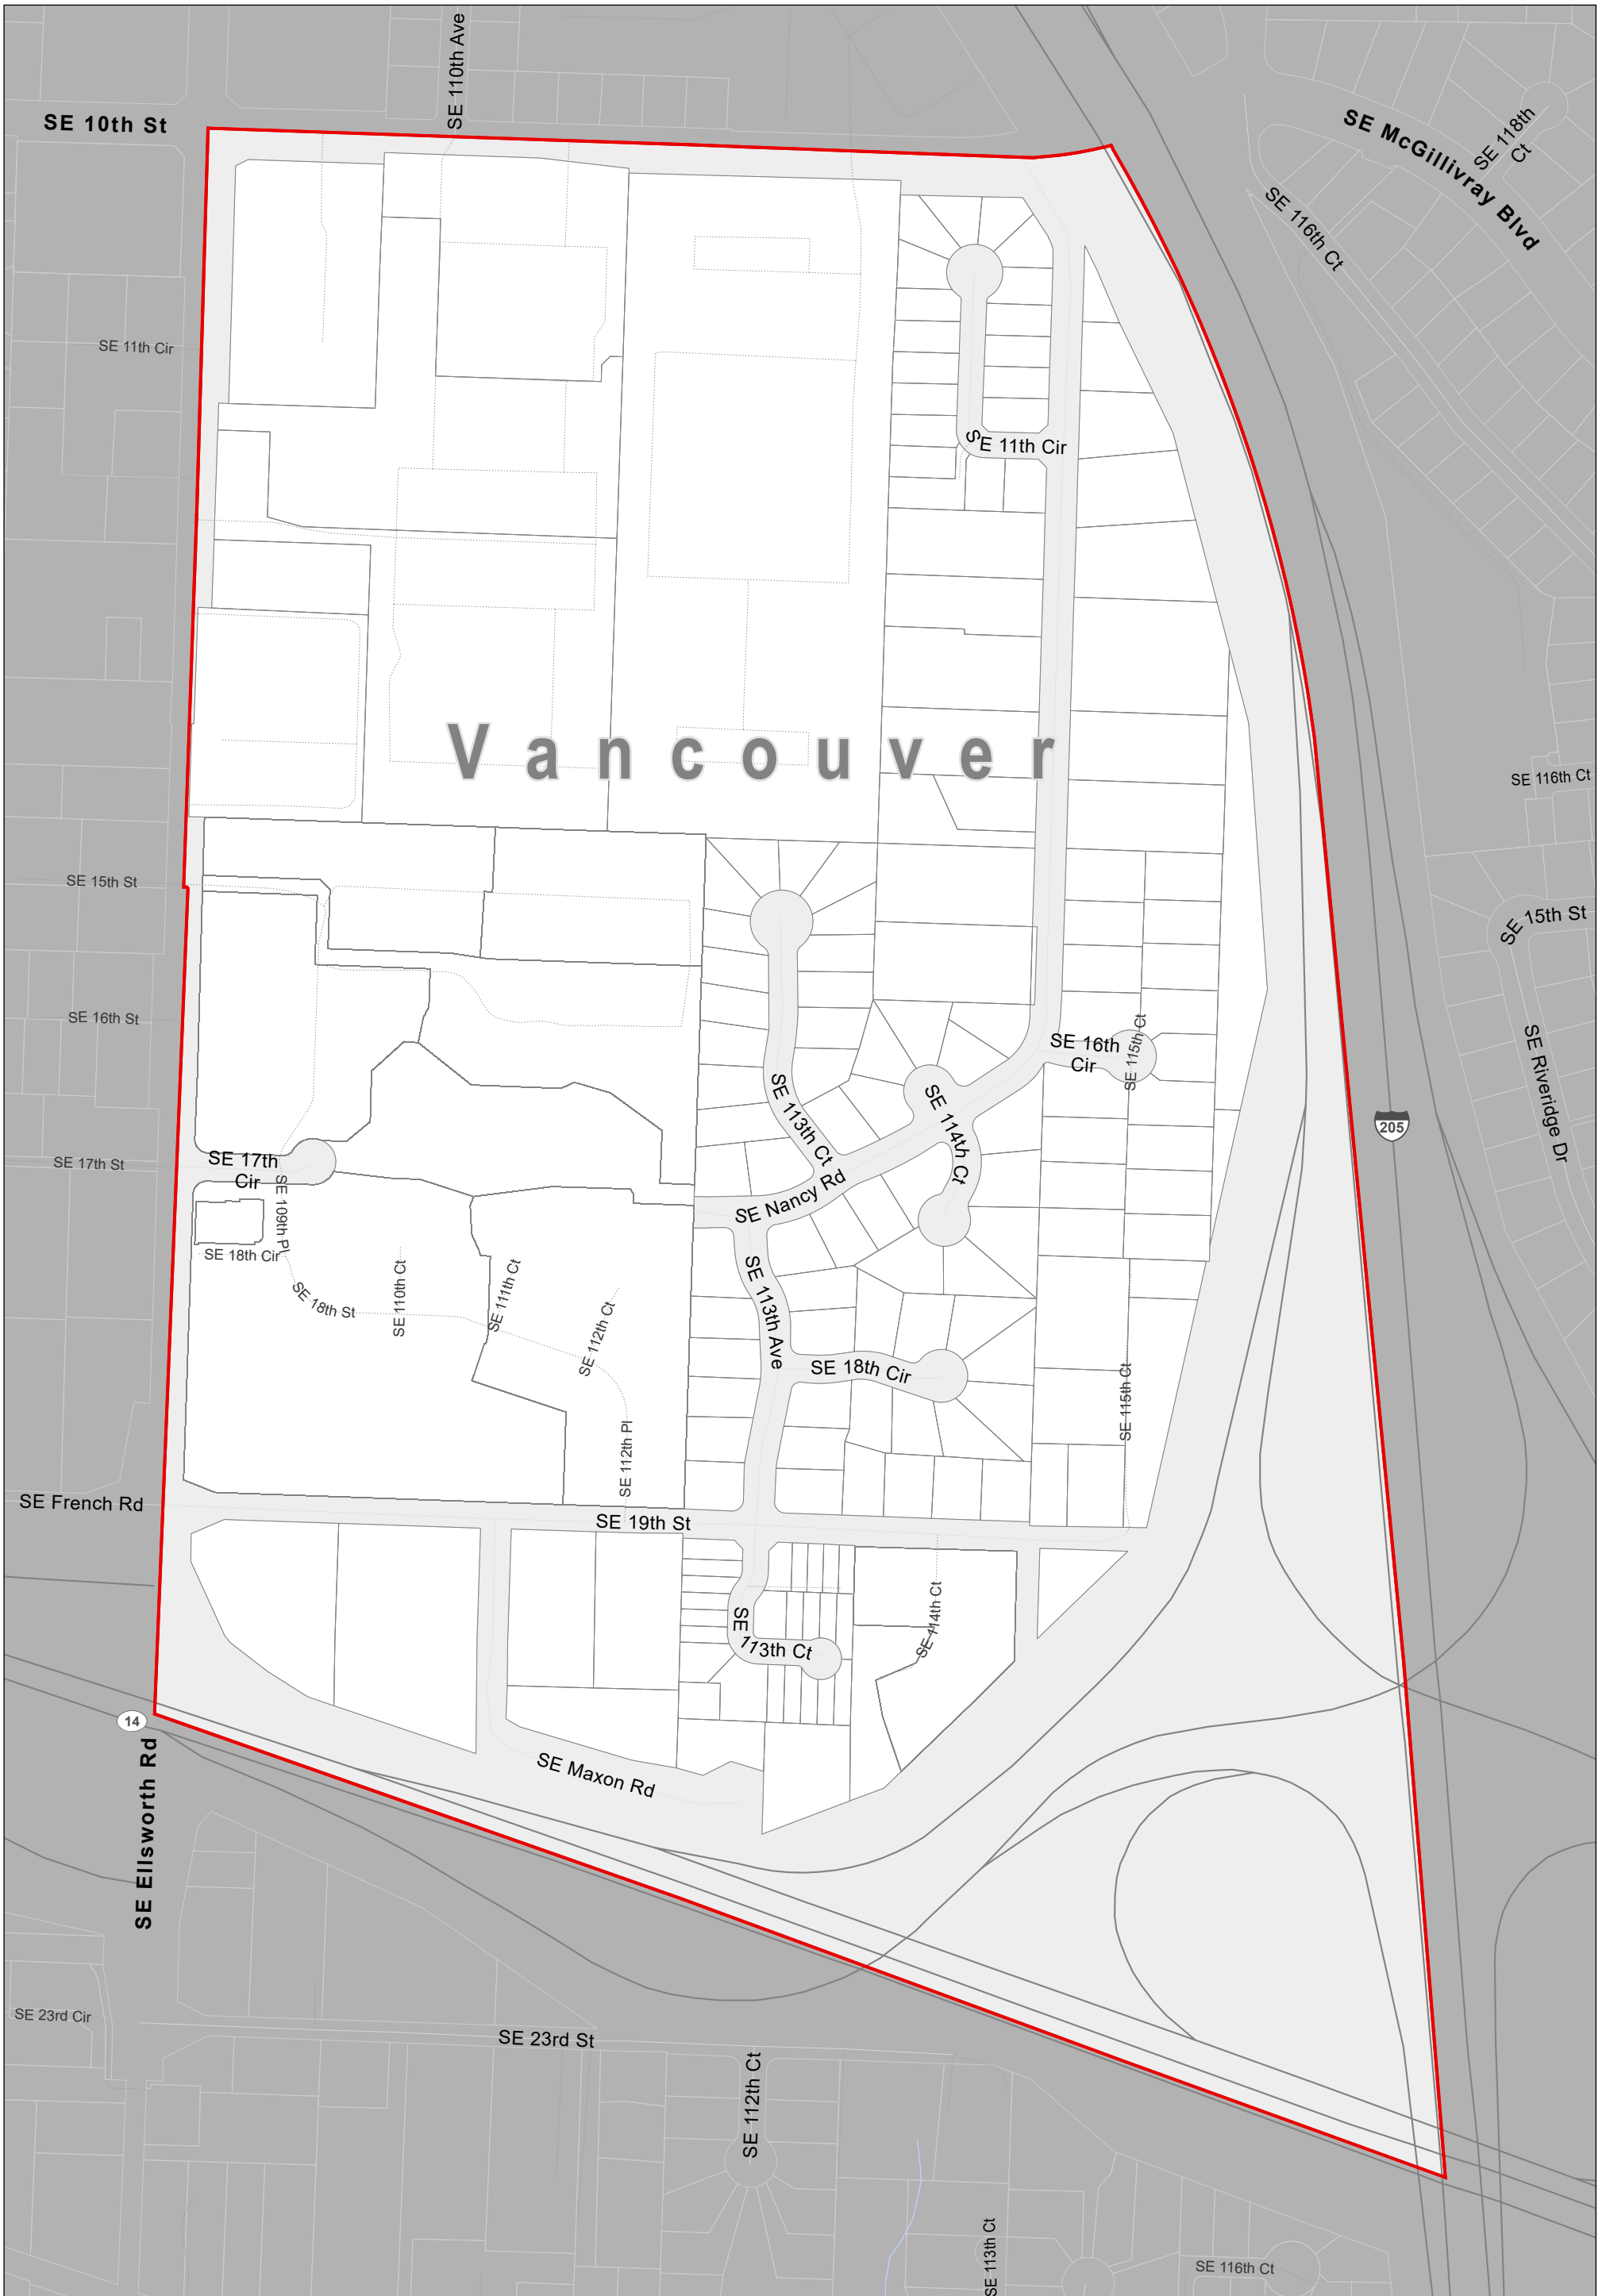 SE 110th Ave
SE 10th St
SE McGillivray Blvd
SE 118th
Ct
SE 116th Ct
SE 11th Cir
SE 11th Cir
Vancouver
SE 116th Ct
SE 15th St
SE 15th St
SE 16th St
SE 16th
Cir
SE 115th Ct
SE Riveridge Dr
SE 113th Ct
SE 114th Ct
205
SE 17th St
SE 17th
Cir
SE 109th Pl
SE Nancy Rd
SE 18th Cir
SE 18th St
SE 110th Ct
SE 111th Ct
SE 112th Ct
SE 113th Ave
SE 18th Cir
SE 115th Ct
SE 112th Pl
SE French Rd
SE 19th St
SE 114th Ct
SE
113th Ct
14
SE Maxon Rd
SE Ellsworth Rd
SE 23rd Cir
SE 23rd St
SE 112th Ct
SE 113th Ct
SE 116th Ct